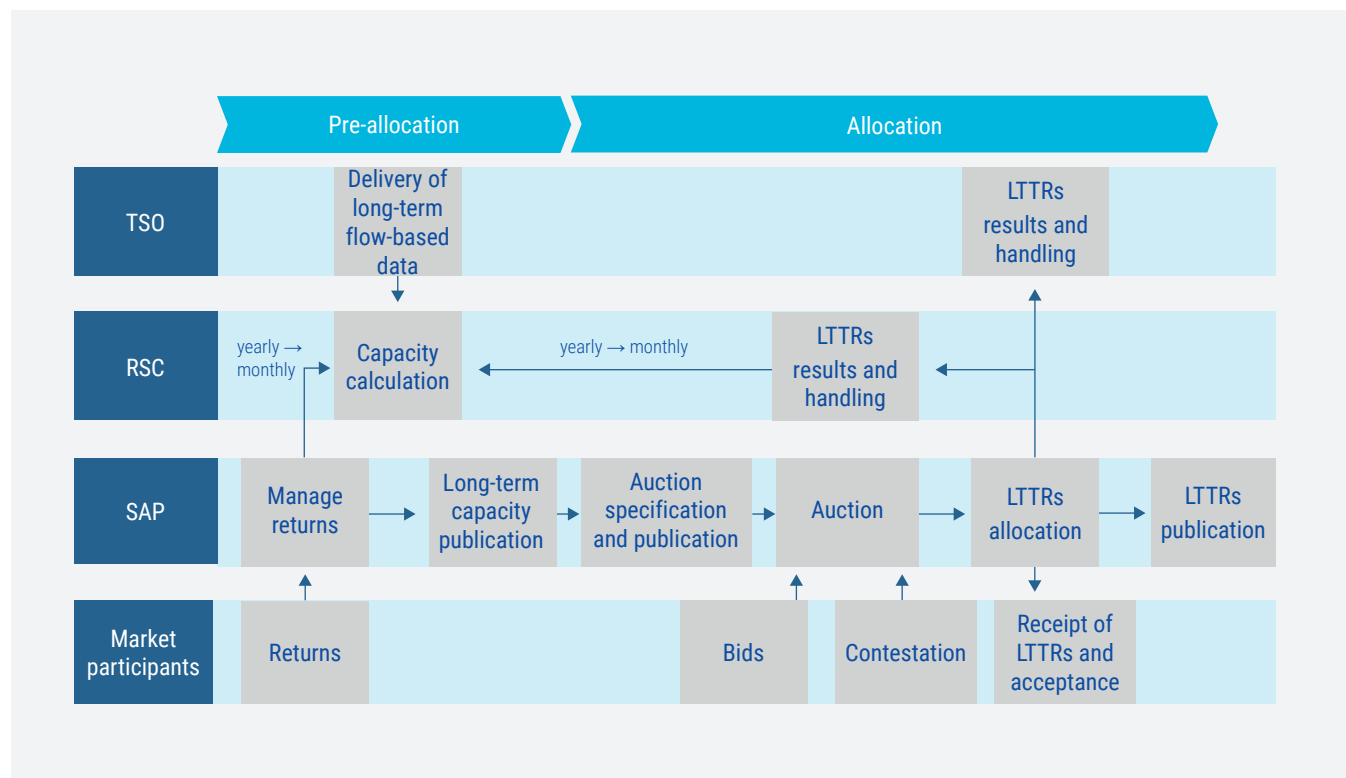 Pre-allocation
Allocation
TSO
Delivery of
long-term
flow-based
data
LTTRs
results and
handling
RSC
yearly →
monthly
Capacity
calculation
yearly → monthly
LTTRs
results and
handling
SAP
Manage
returns
Long-term
capacity
publication
Auction
specification
and publication
Auction
LTTRs
allocation
LTTRs
publication
Market
participants
Returns
Bids
Contestation
Receipt of
LTTRs and
acceptance